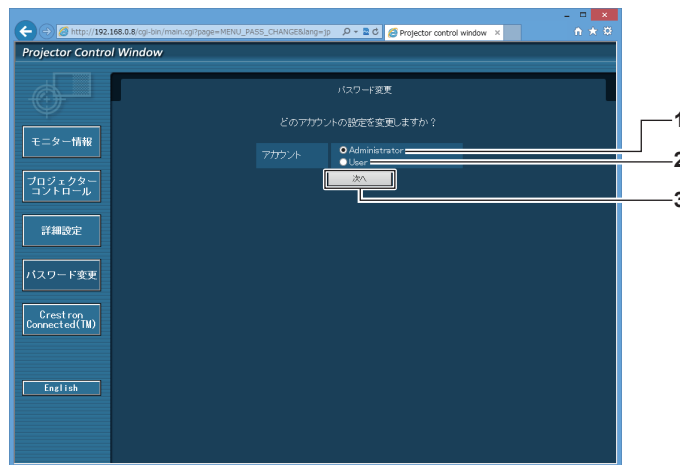 http://192.168.0.8/cgi-bin/main.cgi?page=MENU_PASS_CHANGE&lang=jp
Projector control window
Projector Control Window
パスワード変更
どのアカウントの設定を変更しますか？
アカウント
Administrator
User
次へ
1
2
3
モニター情報
プロジェクター
コントロール
詳細設定
パスワード変更
Crestron
Connected(TM)
English